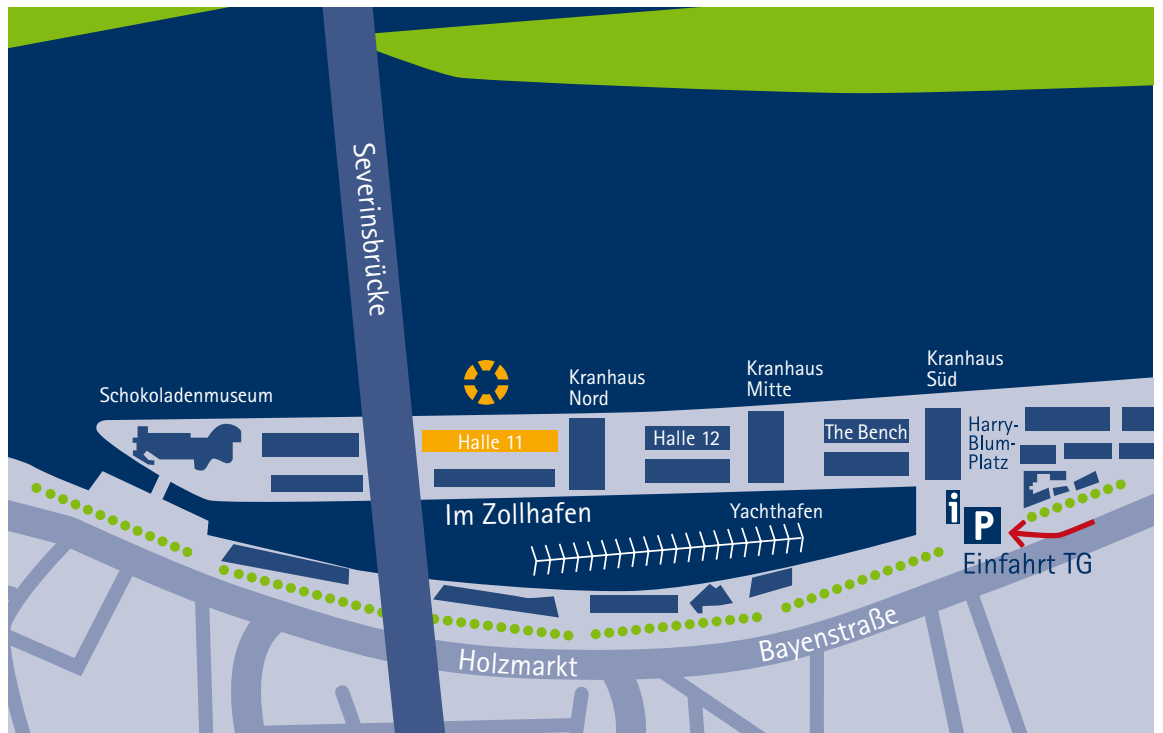 Severinsbrücke
Schokoladenmuseum
Kranhaus
Nord
Kranhaus
Mitte
Kranhaus
Süd
Halle 11
Halle 12
The Bench
Harry-
Blum-
Platz
Im Zollhafen
Yachthafen
i
P
Einfahrt TG
Holzmarkt
Bayenstraße